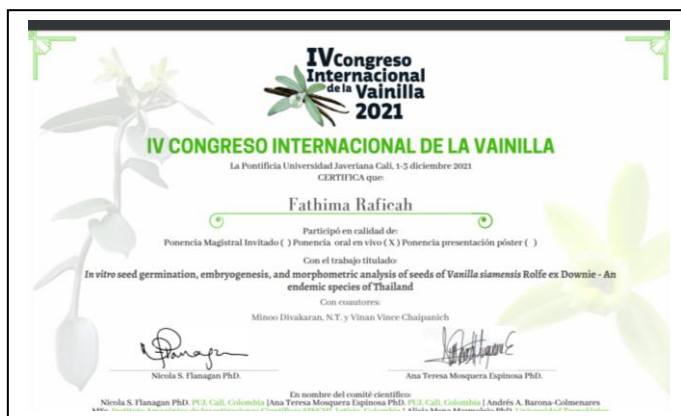 IV Congreso
Internacional
de la Vainilla
2021
IV CONGRESO INTERNACIONAL DE LA VAINILLA
La Pontificia Universidad Javeriana Cali, 1-3 diciembre 2021
CERTIFICA que:
Fathima Raficah
Participó en calidad de:
Ponencia Magistral Invitado ( ) Ponencia oral en vivo ( X ) Ponencia presentación póster ( )
Con el trabajo titulado:
In vitro seed germination, embryogenesis, and morphometric analysis of seeds of Vanilla siamensis Rolfe ex Downie - An
endemic species of Thailand
Con coautores:
Minoo Divakaran, N.T. y Vinan Vince Chaipanich
Nicola S. Flanagan PhD.
Ana Teresa Mosquera Espinosa PhD.
En nombre del comité científico:
Nicola S. Flanagan PhD. PUJ. Cali, Colombia |Ana Teresa Mosquera Espinosa PhD. PUJ. Cali, Colombia | Andrés A. Barona-Colmenares